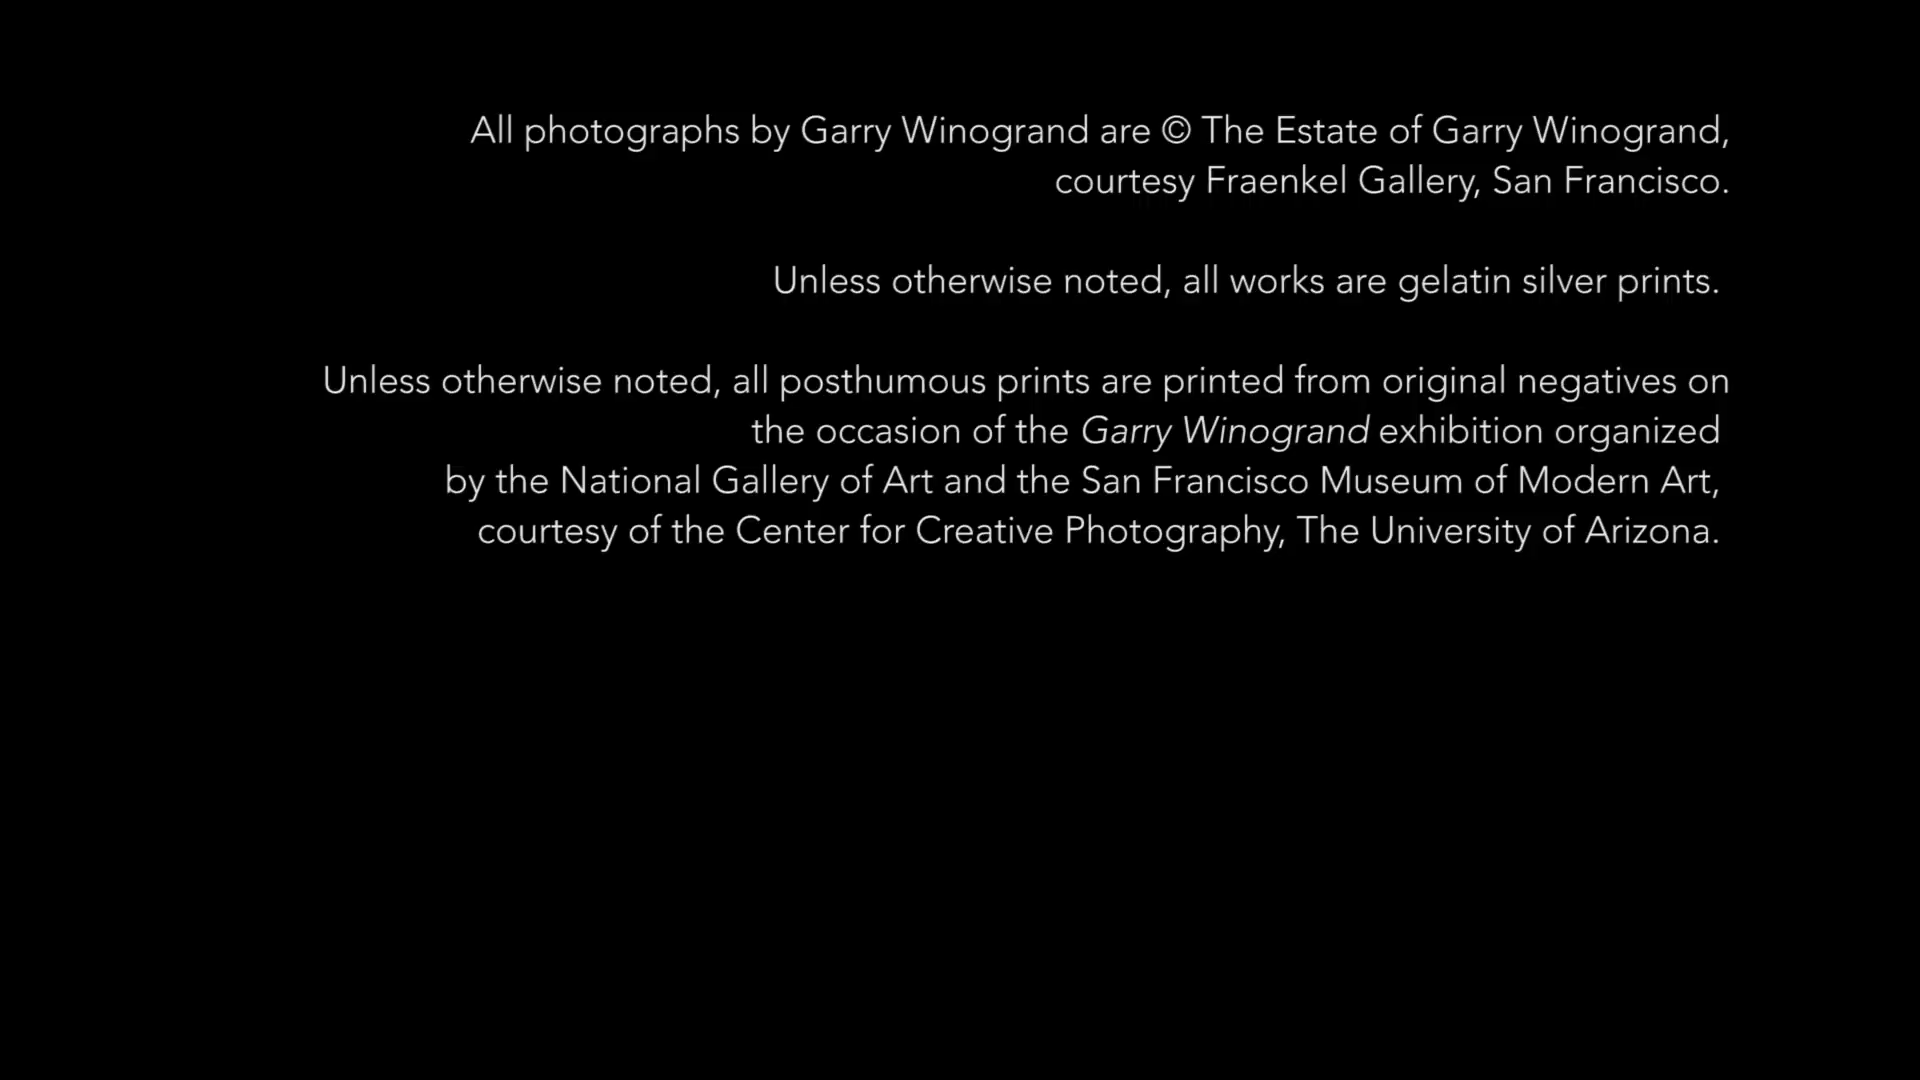 All photographs by Garry Winogrand are © The Estate of Garry Winogrand,
courtesy Fraenkel Gallery, San Francisco.
Unless otherwise noted, all works are gelatin silver prints.
Unless otherwise noted, all posthumous prints are printed from original negatives on
the occasion of the Garry Winogrand exhibition organized
by the National Gallery of Art and the San Francisco Museum of Modern Art,
courtesy of the Center for Creative Photography, The University of Arizona.